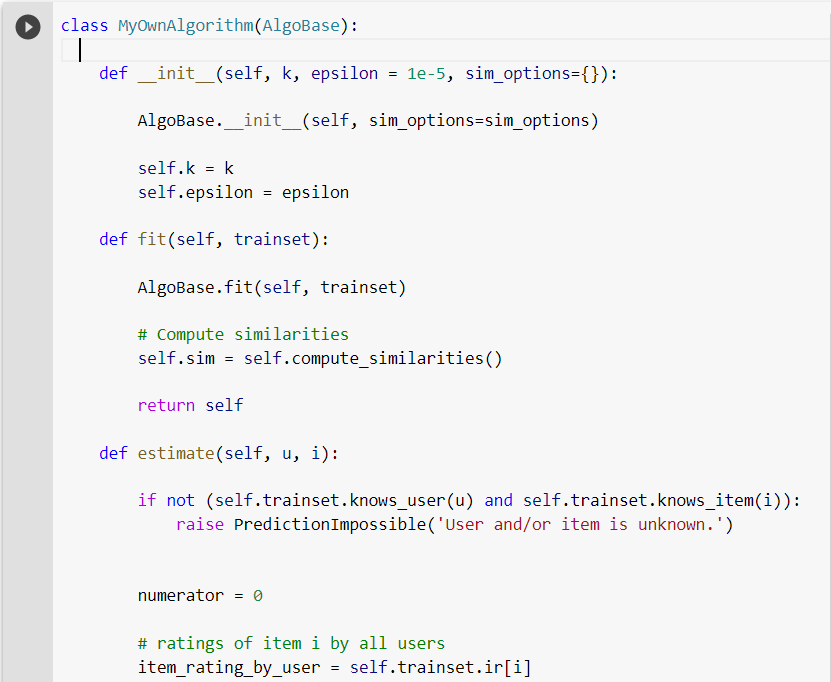 class MyOwnAlgorithm(AlgoBase):
def __init__(self, k, epsilon = 1e-5, sim_options={}):
AlgoBase.__init__(self, sim_options=sim_options)
self.k = k
self.epsilon = epsilon
def fit(self, trainset):
AlgoBase.fit(self, trainset)
# Compute similarities
self.sim = self.compute_similarities()
return self
def estimate(self, u, i):
if not (self.trainset.knows_user(u) and self.trainset.knows_item(i)):
raise PredictionImpossible('User and/or item is unknown.')
numerator = 0
# ratings of item i by all users
item_rating_by_user = self.trainset.ir[i]